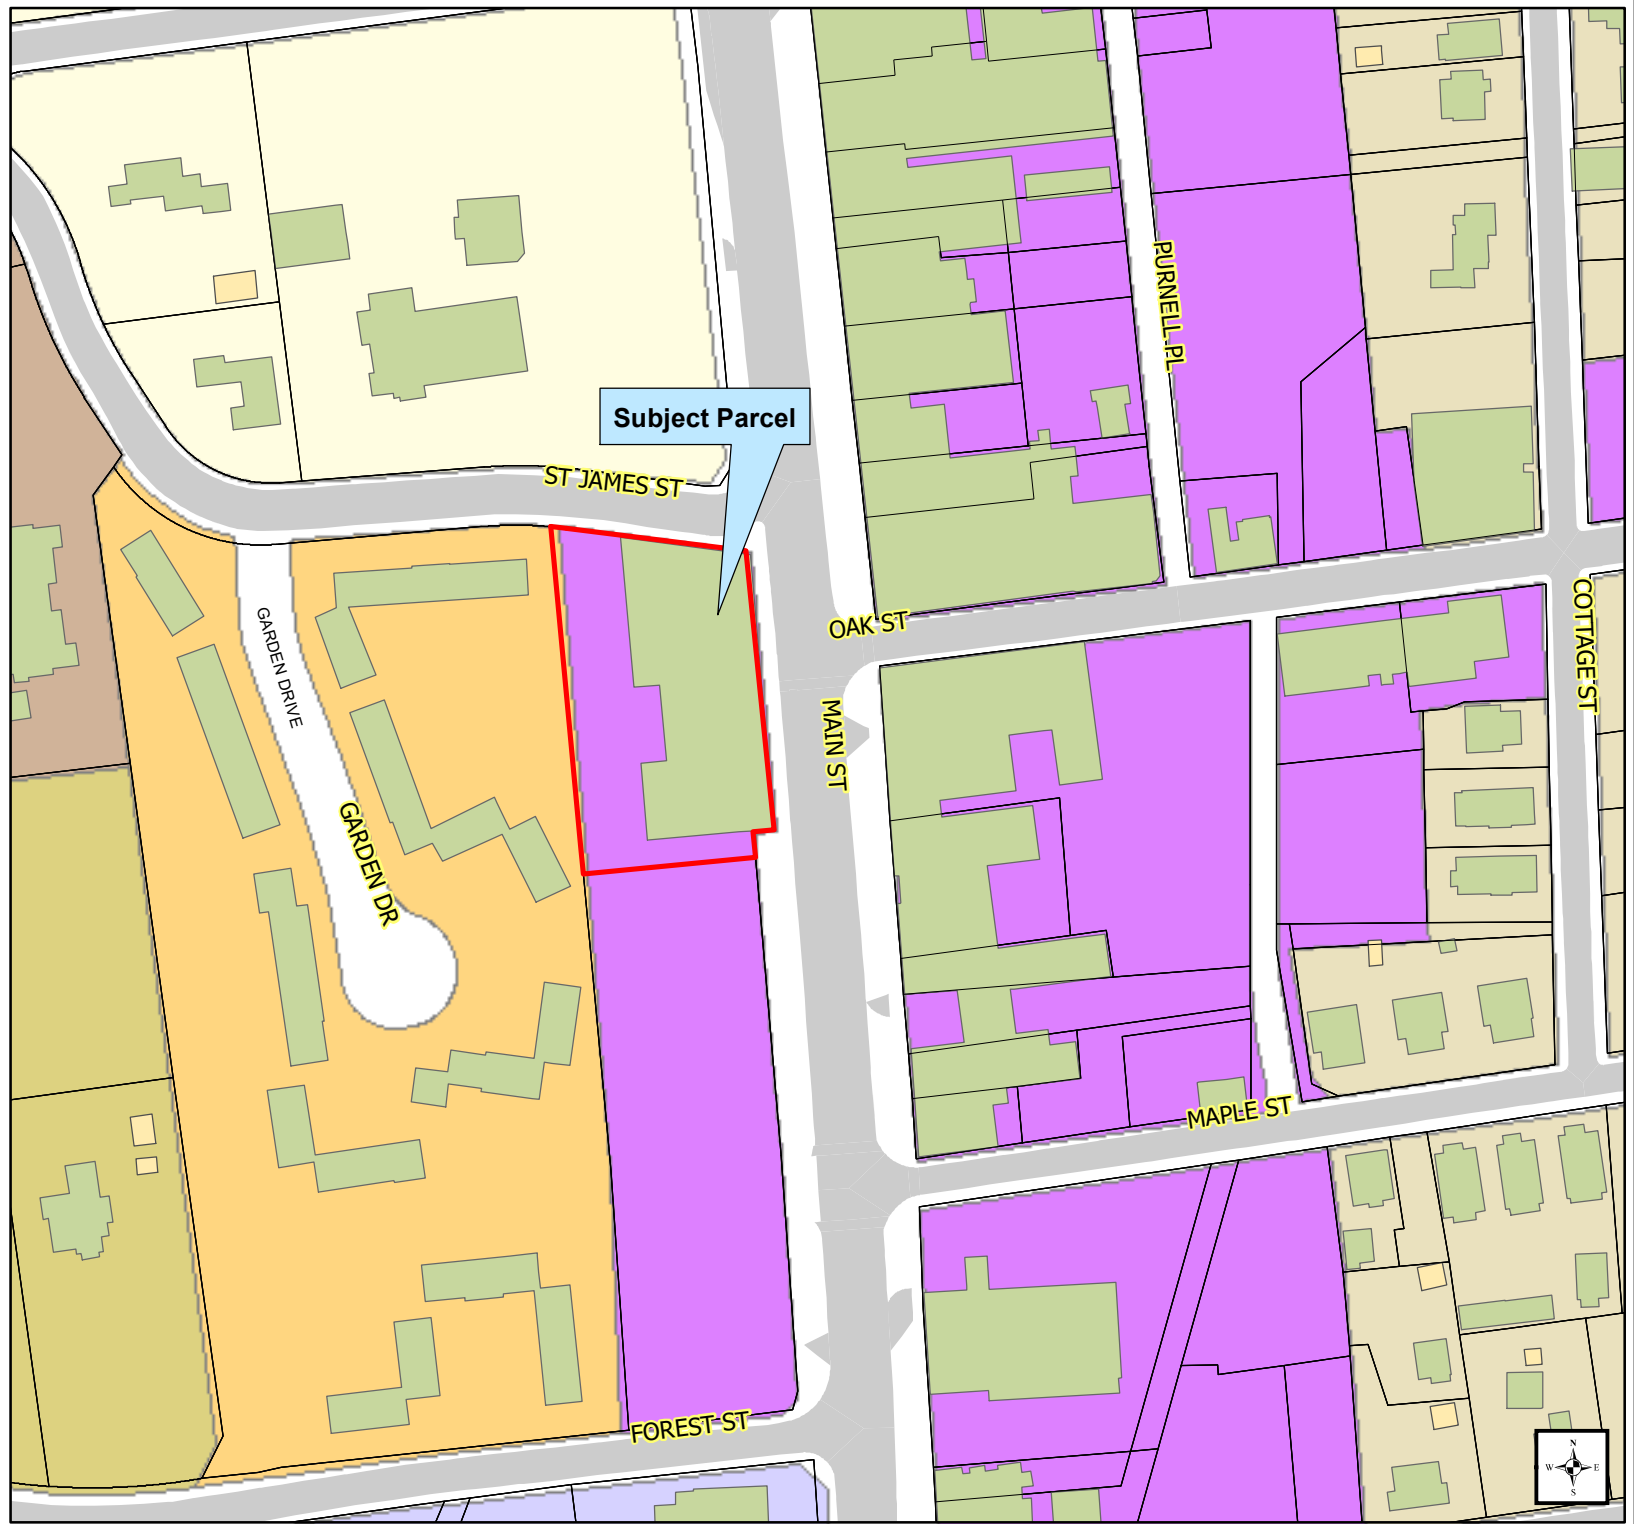 PURNELL PL
Subject Parcel
ST JAMES ST
OAK ST
COTTAGE ST
GARDEN DRIVE
MAIN ST
GARDEN DR
MAPLE ST
FOREST ST
N
W E
S